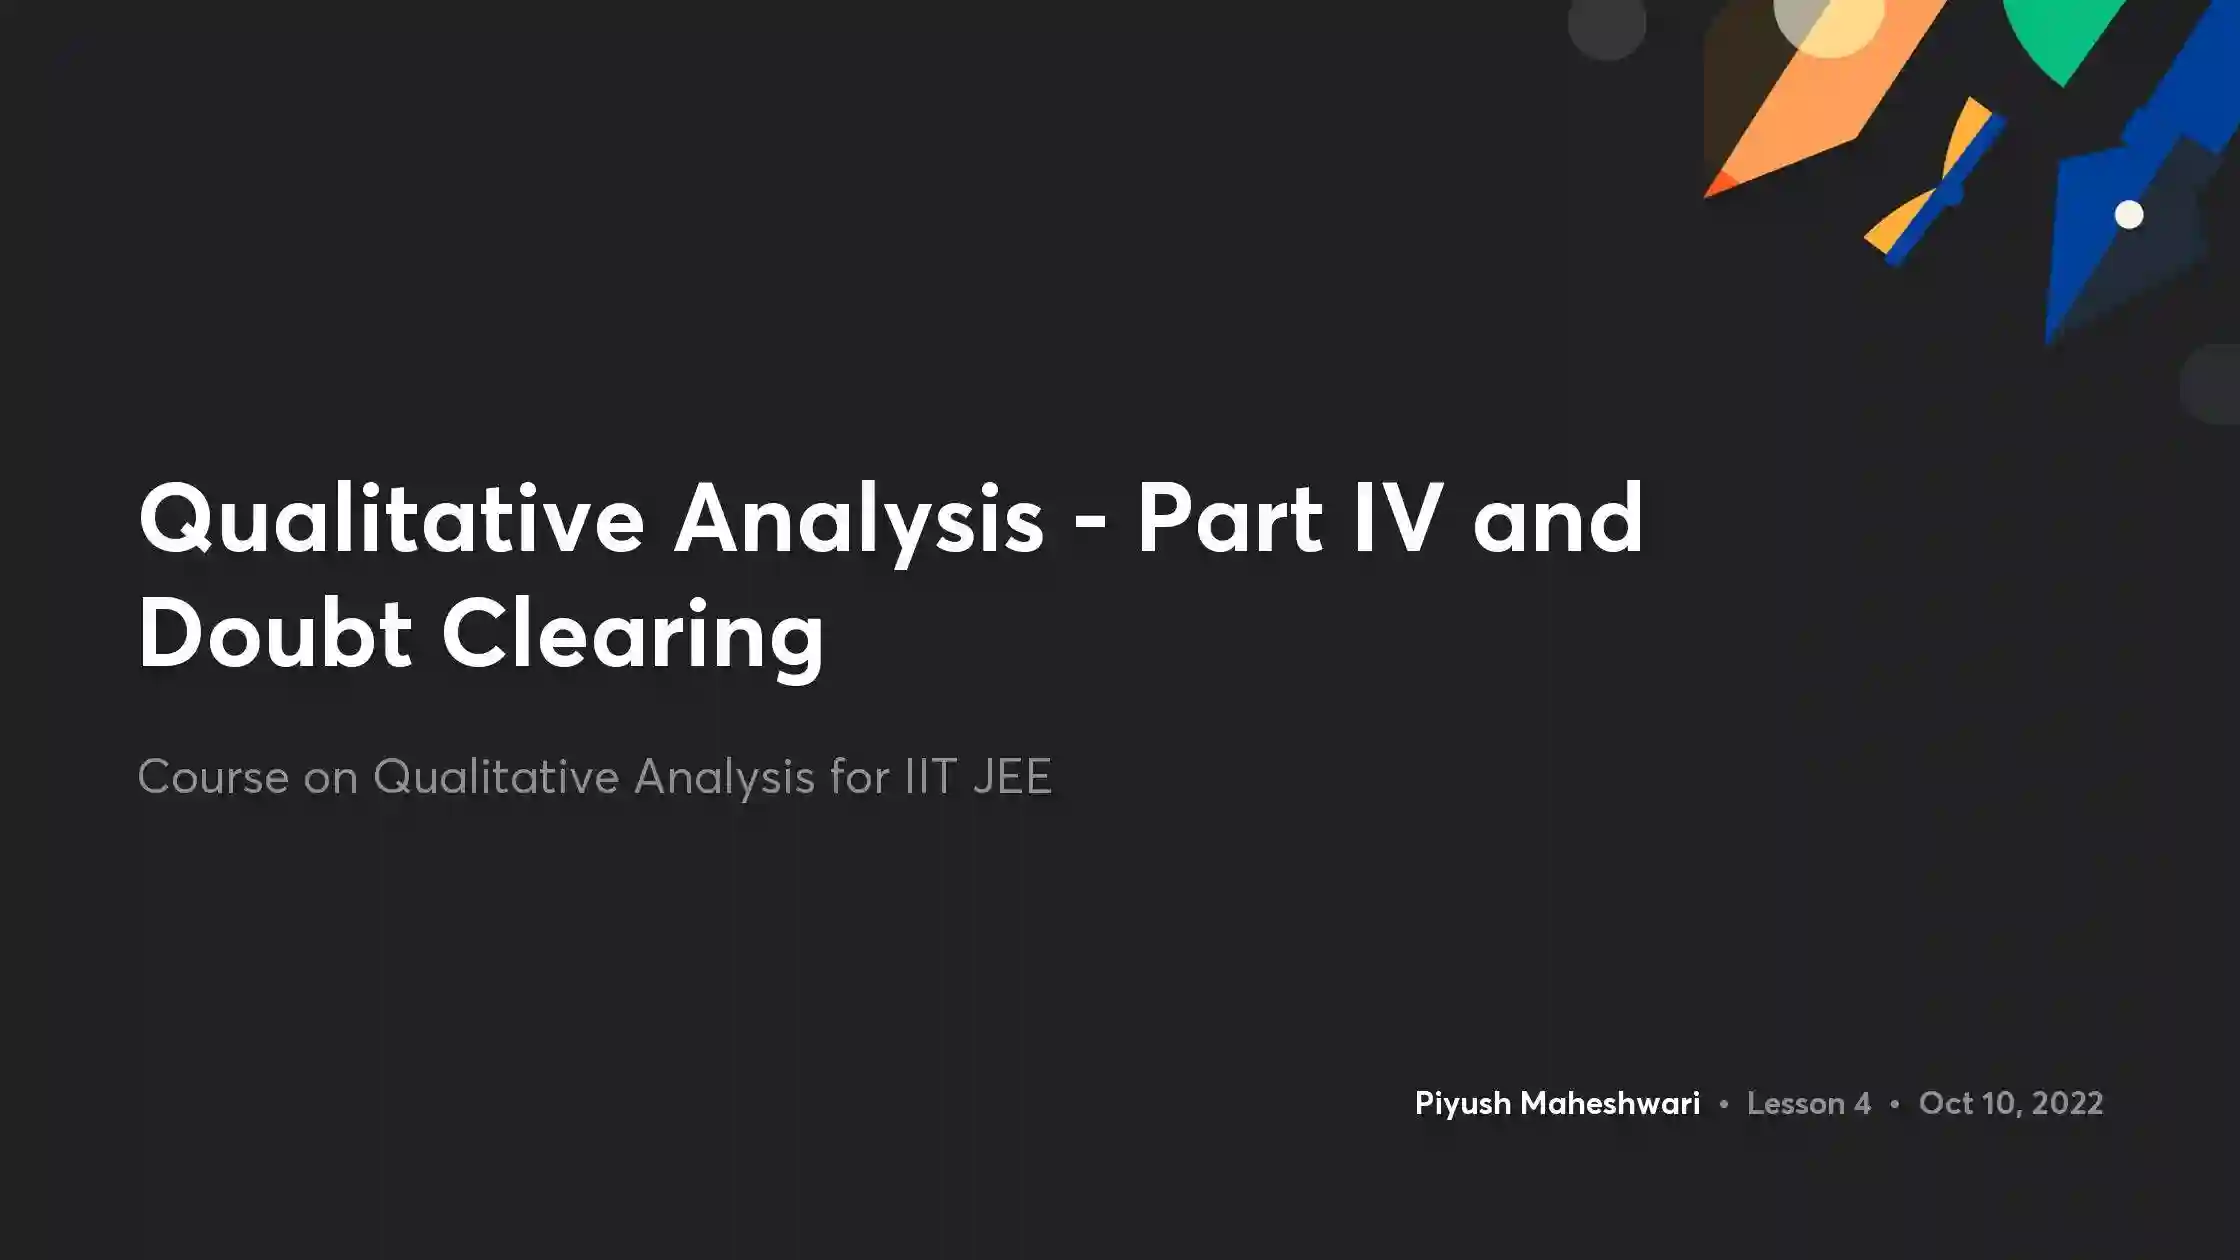 Qualitative Analysis - Part IV and
Doubt Clearing
Course on Qualitative Analysis for IIT JEE
Piyush Maheshwari • Lesson 4 • Oct 10, 2022